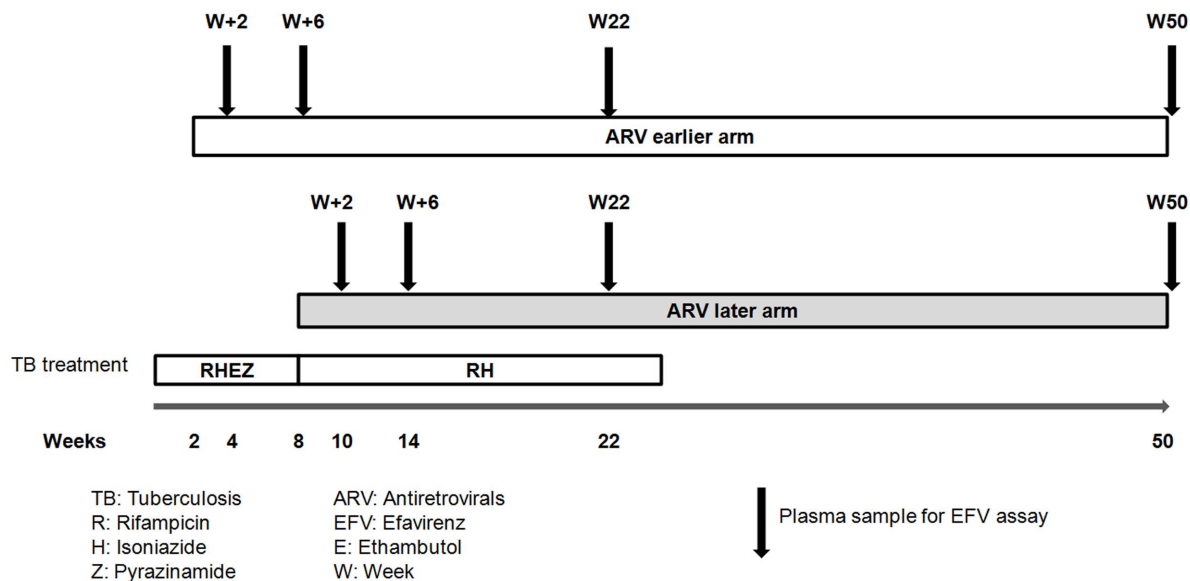 W+2 W+6 W22 W50
ARV earlier arm
W+2 W+6 W22 W50
ARV later arm
TB treatment RHEZ RH
Weeks 2 4 8 10 14 22 50
TB: Tuberculosis ARV: Antiretrovirals
R: Rifampicin EFV: Efavirenz
H: Isoniazide E: Ethambutol
Z: Pyrazinamide W: Week
Plasma sample for EFV assay